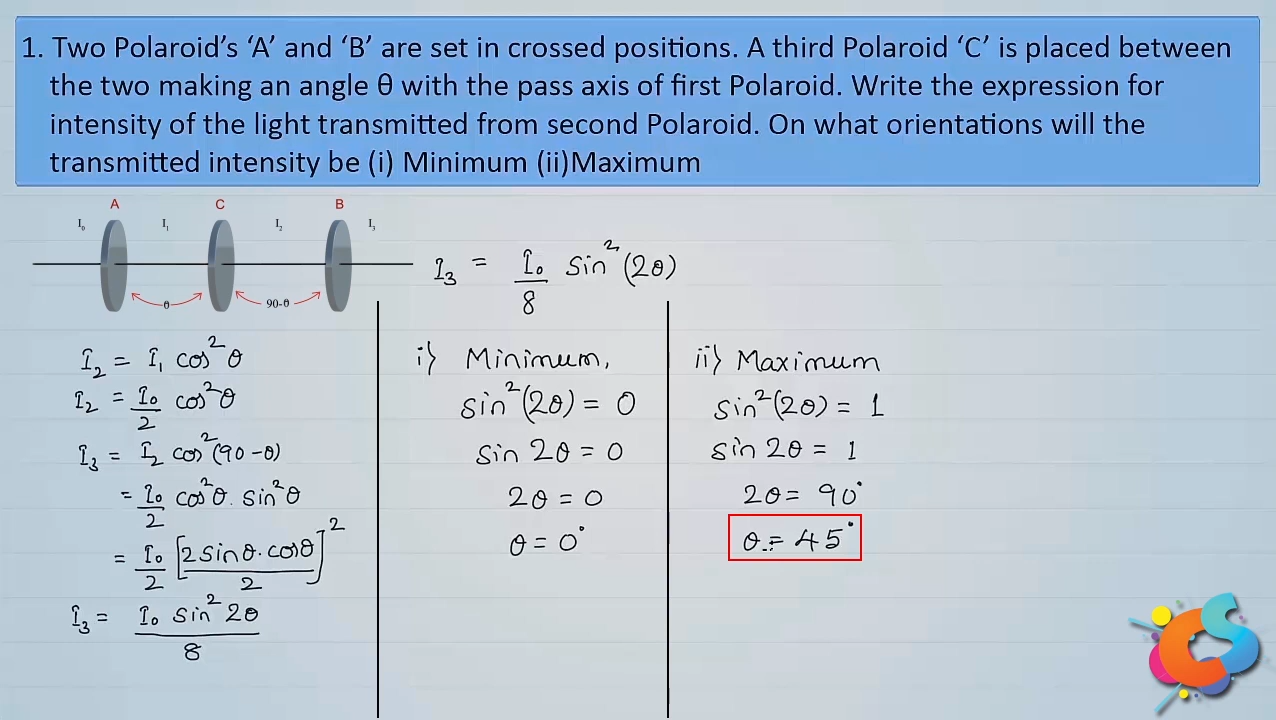 1. Two Polaroid's ‘A’ and ‘B’ are set in crossed positions. A third Polaroid ‘C’ is placed between
the two making an angle θ with the pass axis of first Polaroid. Write the expression for
intensity of the light transmitted from second Polaroid. On what orientations will the
transmitted intensity be (i) Minimum (ii)Maximum
A C B
I₀ I₁ I₂ I₃
θ 90-θ
I₃ = I₀/8 sin²(2θ)
I₂ = I₁ cos²θ
I₂ = I₀/2 cos²θ
I₃ = I₂ cos²(90-θ)
= I₀/2 cos²θ. sin²θ
= I₀/2 [2sinθ.cosθ/2]²
I₃ = I₀ sin²2θ/8
i) Minimum,
sin²(2θ) = 0
sin 2θ = 0
2θ = 0
θ = 0°
ii) Maximum
sin²(2θ) = 1
sin 2θ = 1
2θ = 90°
θ = 45°
CS